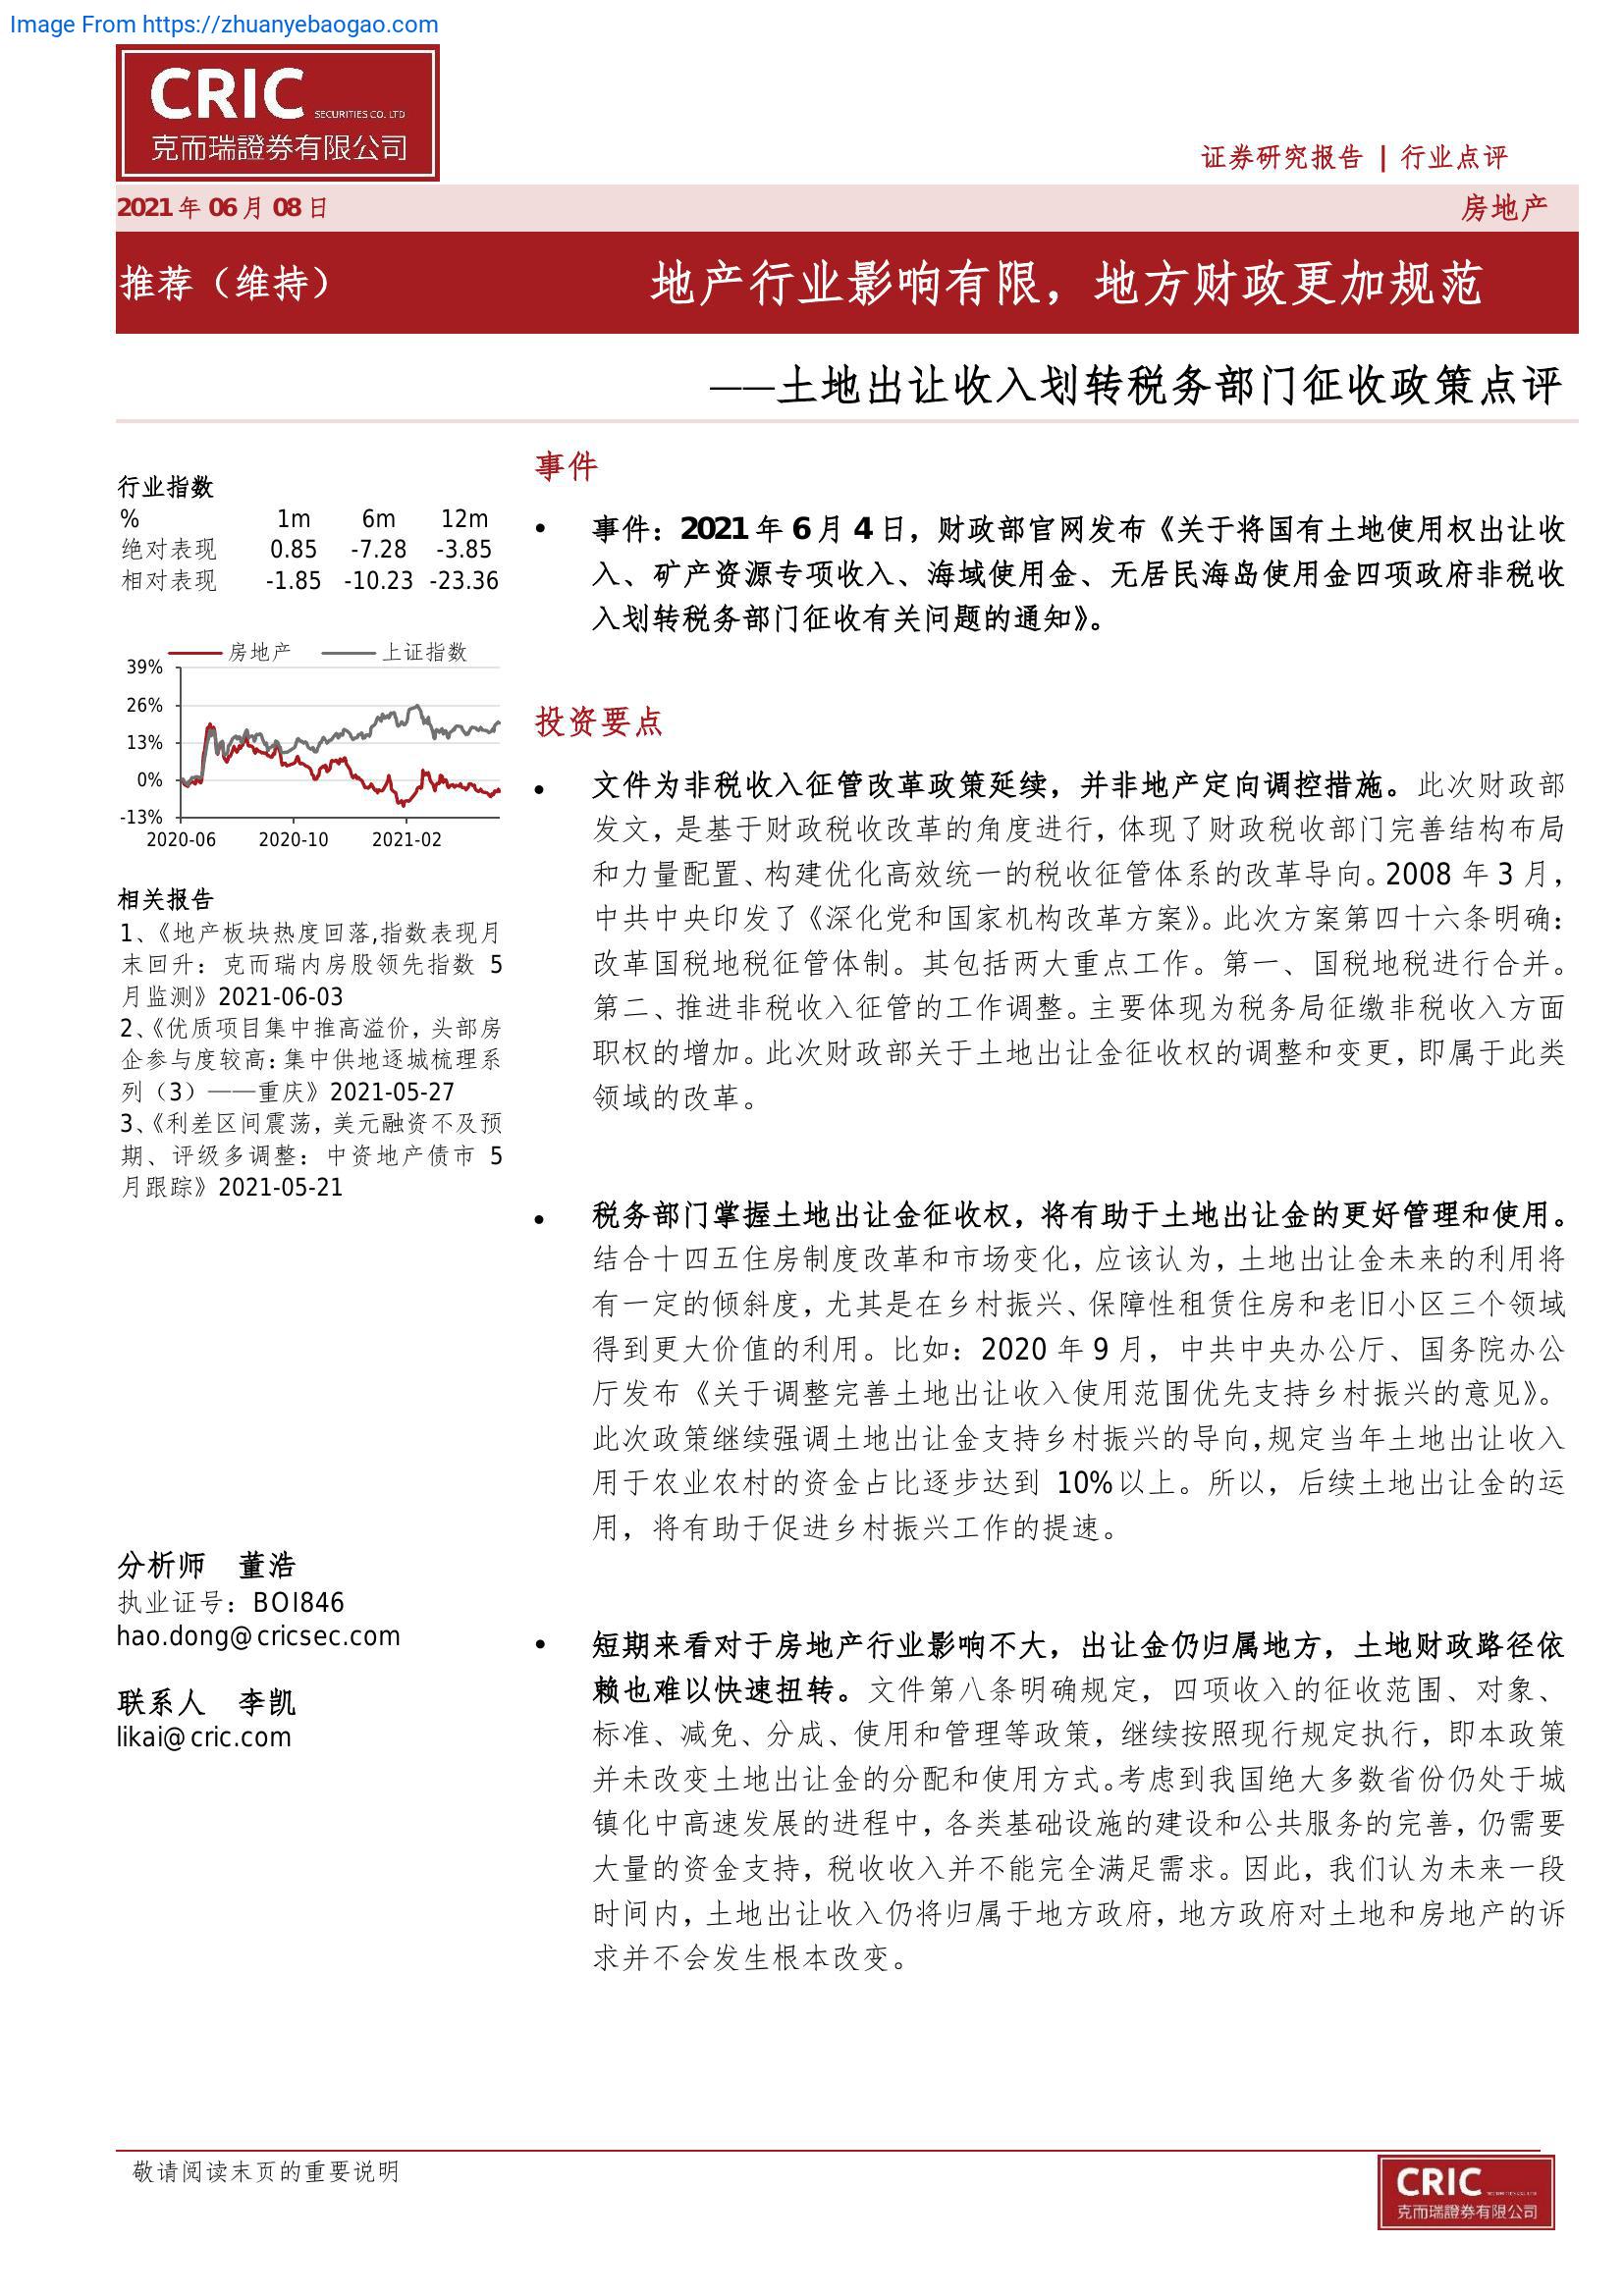 Image From https://zhuanyebaogao.com
CRIC
SECURITIES CO. LTD
克而瑞證券有限公司
证券研究报告 | 行业点评
2021 年 06 月 08 日
房地产
推荐（维持）
地产行业影响有限，地方财政更加规范
——土地出让收入划转税务部门征收政策点评
行业指数
% 1m 6m 12m
绝对表现 0.85 -7.28 -3.85
相对表现 -1.85 -10.23 -23.36
房地产 上证指数
39%
26%
13%
0%
-13%
2020-06 2020-10 2021-02
相关报告
1、《地产板块热度回落,指数表现月
末回升：克而瑞内房股领先指数 5
月监测》2021-06-03
2、《优质项目集中推高溢价，头部房
企参与度较高：集中供地逐城梳理系
列（3）——重庆》2021-05-27
3、《利差区间震荡，美元融资不及预
期、评级多调整：中资地产债市 5
月跟踪》2021-05-21
分析师 董浩
执业证号：BOI846
hao.dong@cricsec.com
联系人 李凯
likai@cric.com
事件
• 事件：2021 年 6 月 4 日，财政部官网发布《关于将国有土地使用权出让收
入、矿产资源专项收入、海域使用金、无居民海岛使用金四项政府非税收
入划转税务部门征收有关问题的通知》。
投资要点
• 文件为非税收入征管改革政策延续，并非地产定向调控措施。此次财政部
发文，是基于财政税收改革的角度进行，体现了财政税收部门完善结构布局
和力量配置、构建优化高效统一的税收征管体系的改革导向。2008 年 3 月，
中共中央印发了《深化党和国家机构改革方案》。此次方案第四十六条明确：
改革国税地税征管体制。其包括两大重点工作。第一、国税地税进行合并。
第二、推进非税收入征管的工作调整。主要体现为税务局征缴非税收入方面
职权的增加。此次财政部关于土地出让金征收权的调整和变更，即属于此类
领域的改革。
• 税务部门掌握土地出让金征收权，将有助于土地出让金的更好管理和使用。
结合十四五住房制度改革和市场变化，应该认为，土地出让金未来的利用将
有一定的倾斜度，尤其是在乡村振兴、保障性租赁住房和老旧小区三个领域
得到更大价值的利用。比如：2020 年 9 月，中共中央办公厅、国务院办公
厅发布《关于调整完善土地出让收入使用范围优先支持乡村振兴的意见》。
此次政策继续强调土地出让金支持乡村振兴的导向，规定当年土地出让收入
用于农业农村的资金占比逐步达到 10%以上。所以，后续土地出让金的运
用，将有助于促进乡村振兴工作的提速。
• 短期来看对于房地产行业影响不大，出让金仍归属地方，土地财政路径依
赖也难以快速扭转。文件第八条明确规定，四项收入的征收范围、对象、
标准、减免、分成、使用和管理等政策，继续按照现行规定执行，即本政策
并未改变土地出让金的分配和使用方式。考虑到我国绝大多数省份仍处于城
镇化中高速发展的进程中，各类基础设施的建设和公共服务的完善，仍需要
大量的资金支持，税收收入并不能完全满足需求。因此，我们认为未来一段
时间内，土地出让收入仍将归属于地方政府，地方政府对土地和房地产的诉
求并不会发生根本改变。
敬请阅读末页的重要说明
CRIC
克而瑞證券有限公司